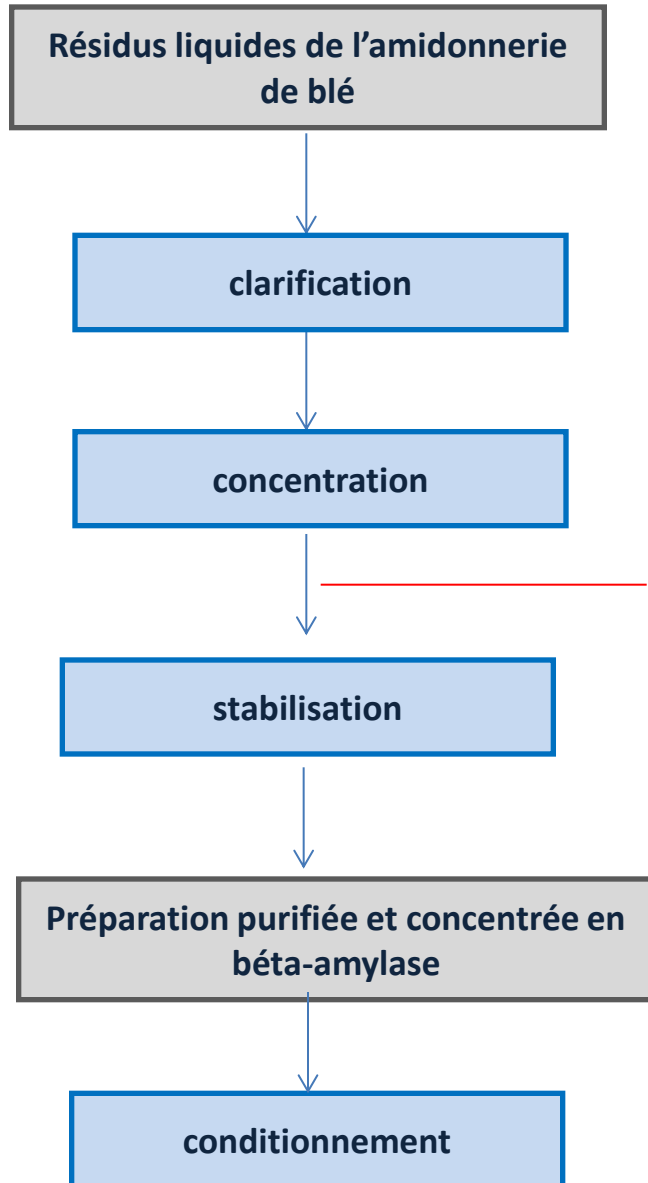 Résidus liquides de l’amidonnerie
de blé
clarification
concentration
stabilisation
Préparation purifiée et concentrée en
béta-amylase
conditionnement